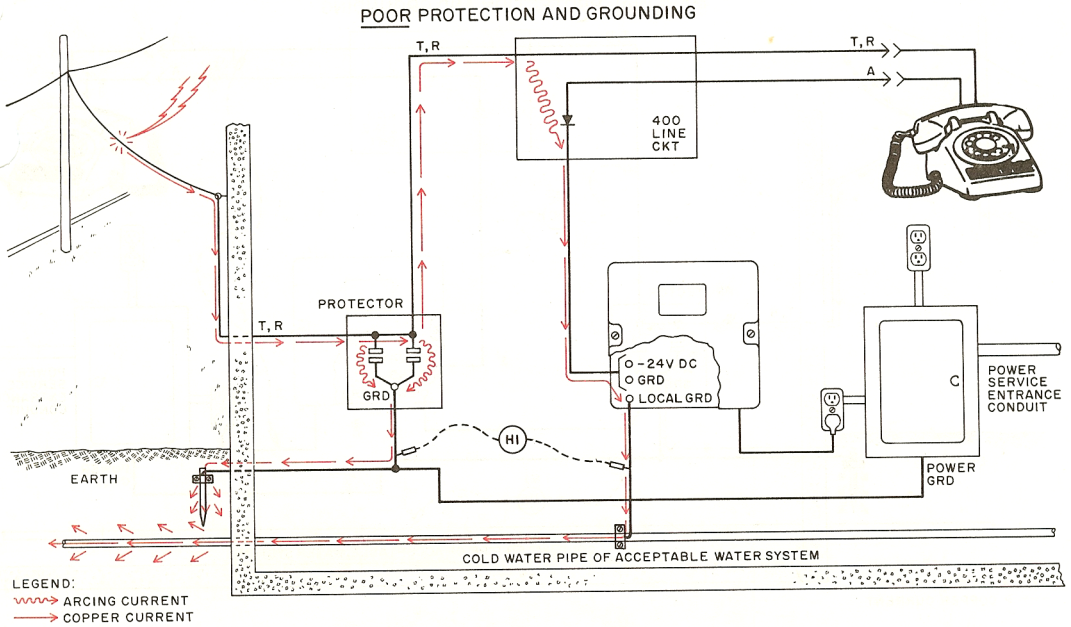 POOR PROTECTION AND GROUNDING
T, R
T, R
A
400
LINE
CKT
PROTECTOR
T, R
GRD
-24V DC
GRD
LOCAL GRD
POWER
SERVICE
ENTRANCE
CONDUIT
HI
POWER
GRD
EARTH
COLD WATER PIPE OF ACCEPTABLE WATER SYSTEM
LEGEND:
ARCING CURRENT
COPPER CURRENT